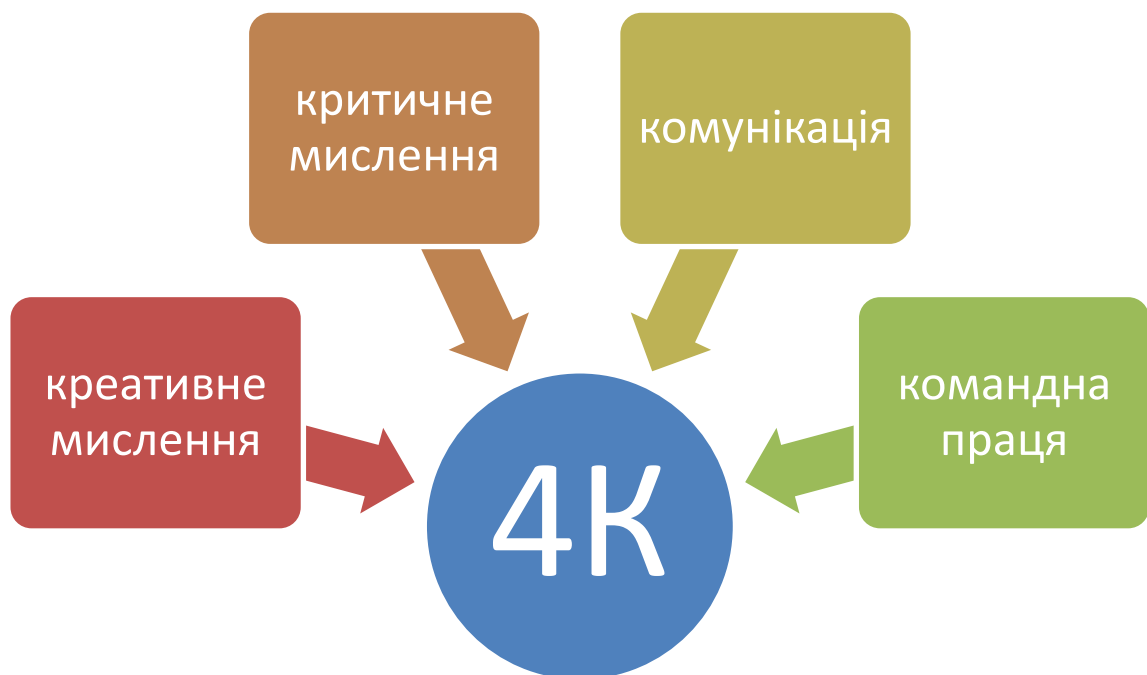 критичне
мислення
комунікація
креативне
мислення
командна
праця
4К